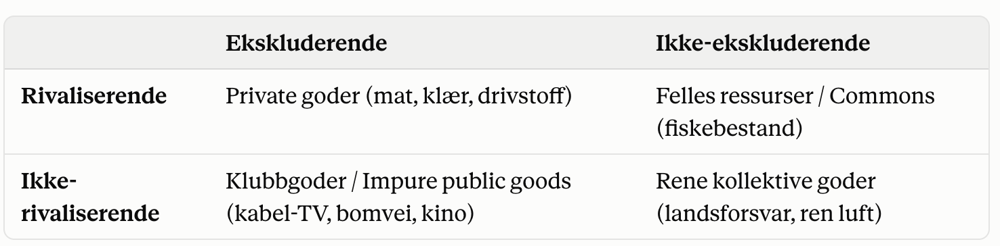 Ekskluderende Ikke-ekskluderende
Rivaliserende Private goder (mat, klær, drivstoff) Felles ressurser / Commons
(fiskebestand)
Ikke- Klubbgoder / Impure public goods Rene kollektive goder
rivaliserende (kabel-TV, bomvei, kino) (landsforsvar, ren luft)